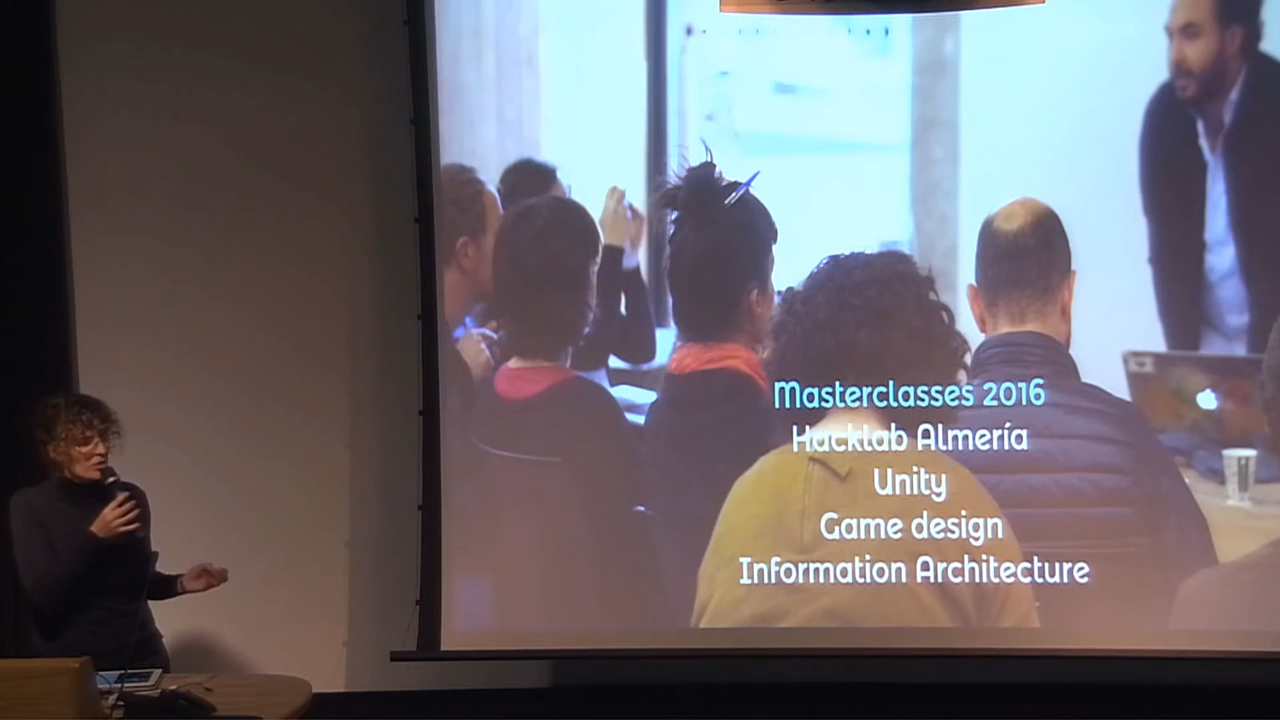 Masterclasses 2016
Hacklab Almería
Unity
Game design
Information Architecture